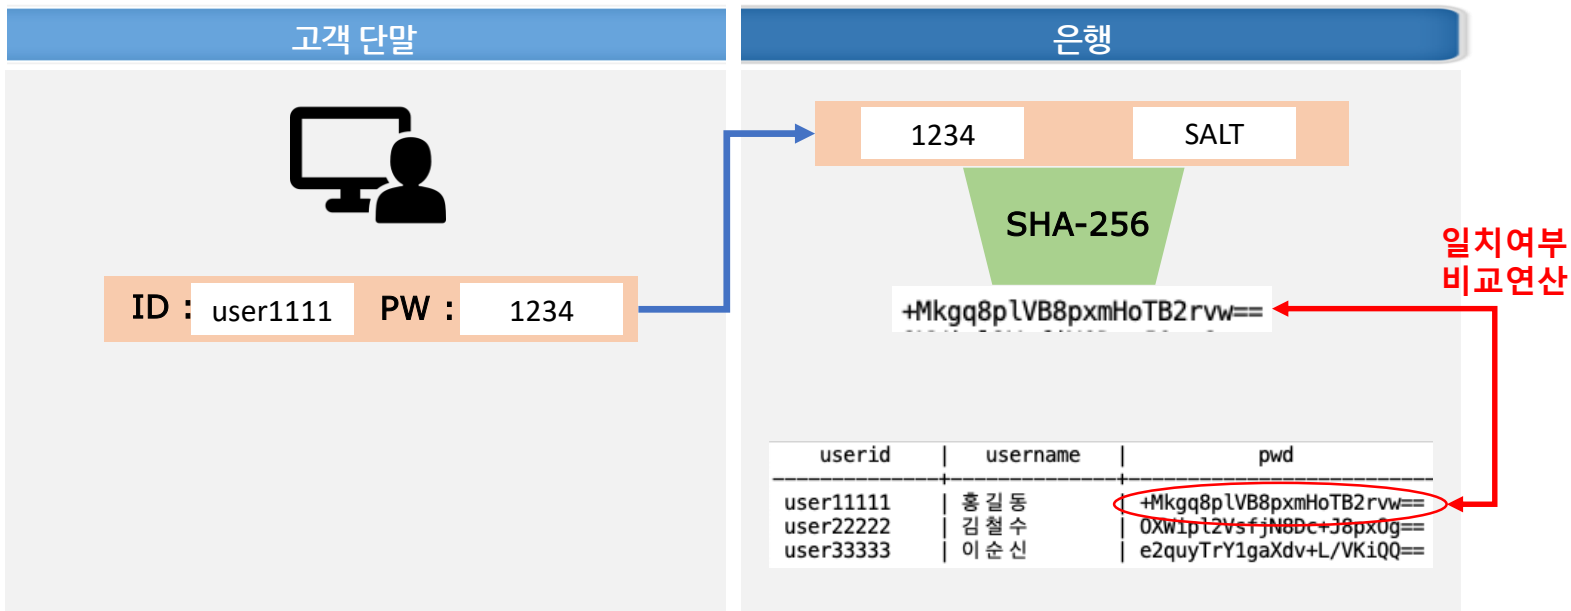 고객 단말
은행
1234 SALT
SHA-256
일치여부
비교연산
ID : user1111 PW : 1234
+Mkgq8plVB8pxmHoTB2rvw==
userid | username | pwd
user11111 | 홍길동 | +Mkgq8plVB8pxmHoTB2rvw==
user22222 | 김철수 | OXWipl2VsfjN8Dc+J8pxOg==
user33333 | 이순신 | e2quyTrY1gaXdv+L/VKiQQ==